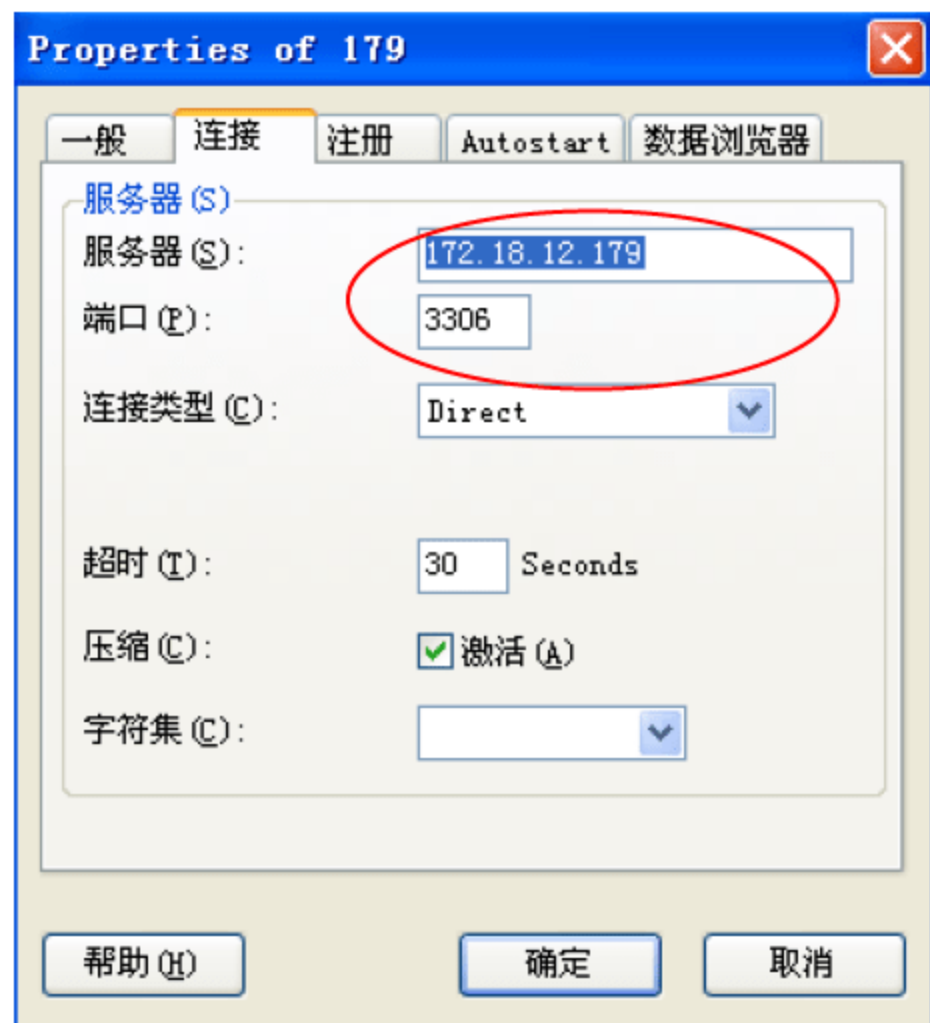 Properties of 179
一般 连接 注册 Autostart 数据浏览器
服务器(S)
服务器(S): 172.18.12.179
端口(P): 3306
连接类型(C): Direct
超时(T): 30 Seconds
压缩(C): 激活(A)
字符集(C):
帮助(H) 确定 取消